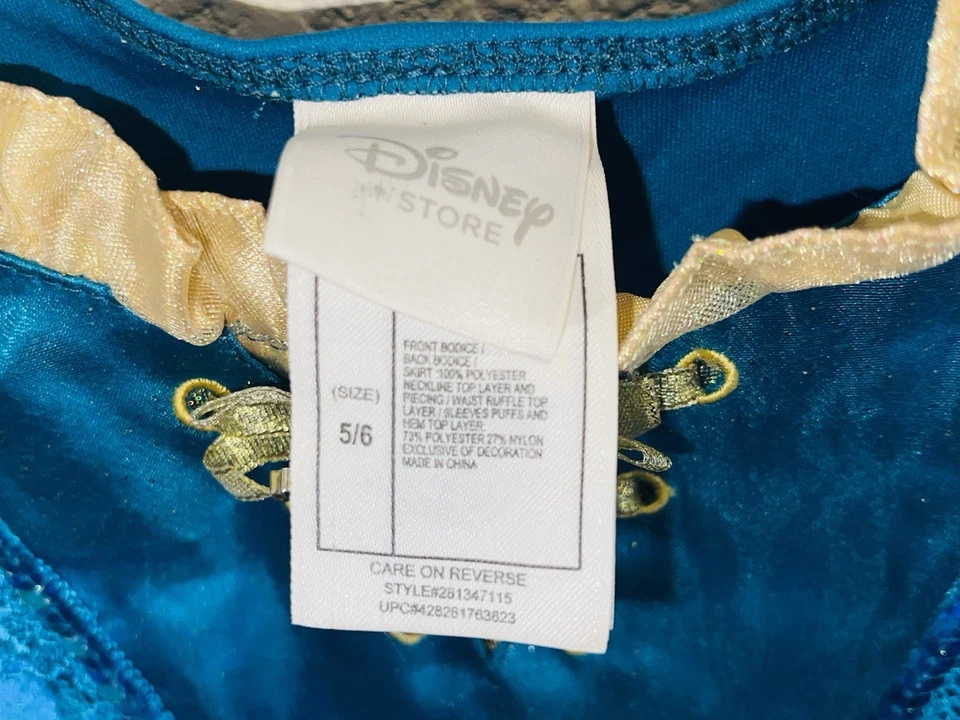 Disney
STORE
(SIZE)
5/6
FRONT BODICE /
BACK BODICE /
SKIRT :100% POLYESTER
NECKLINE TOP LAYER AND
PIECING / WAIST RUFFLE TOP
LAYER / SLEEVES PUFFS AND
HEM TOP LAYER:
73% POLYESTER 27% NYLON
EXCLUSIVE OF DECORATION
MADE IN CHINA
CARE ON REVERSE
STYLE#281347115
UPC#428261763623